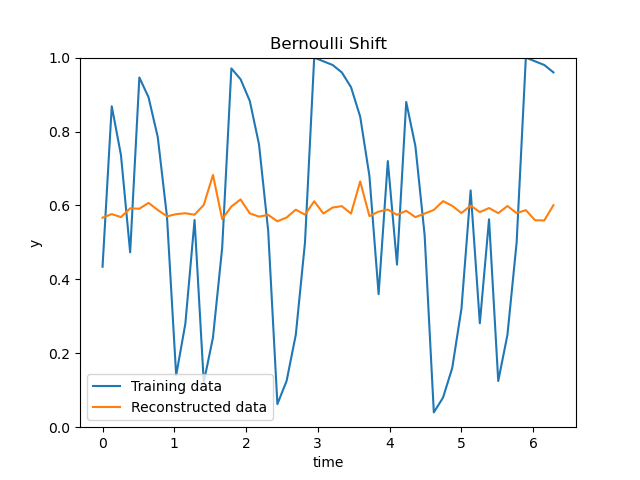 Bernoulli Shift
1.0
0.8
0.6
0.4
0.2
0.0
y
Training data
Reconstructed data
0 1 2 3 4 5 6
time